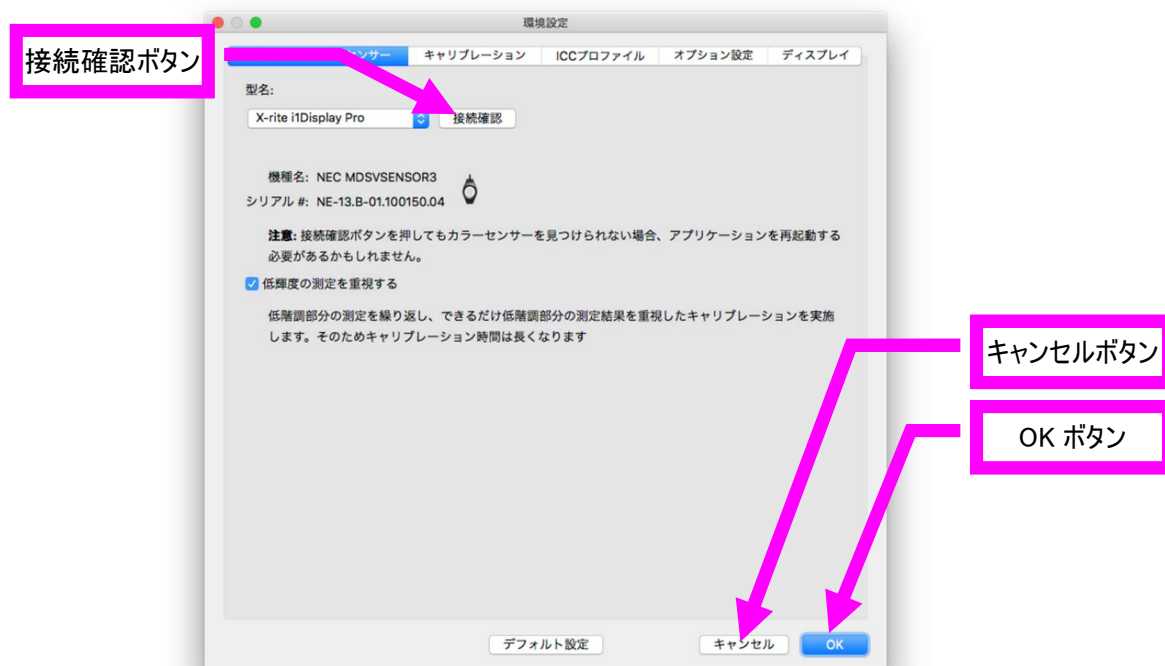 環境設定
接続確認ボタン
センサー キャリブレーション ICCプロファイル オプション設定 ディスプレイ
型名:
X-rite i1Display Pro 接続確認
機種名: NEC MDSVSENSOR3
シリアル #: NE-13.B-01.100150.04
注意: 接続確認ボタンを押してもカラーセンサーを見つけられない場合、アプリケーションを再起動する
必要があるかもしれません。
低輝度の測定を重視する
低階調部分の測定を繰り返し、できるだけ低階調部分の測定結果を重視したキャリブレーションを実施
します。そのためキャリブレーション時間は長くなります
キャンセルボタン
OK ボタン
デフォルト設定 キャンセル OK